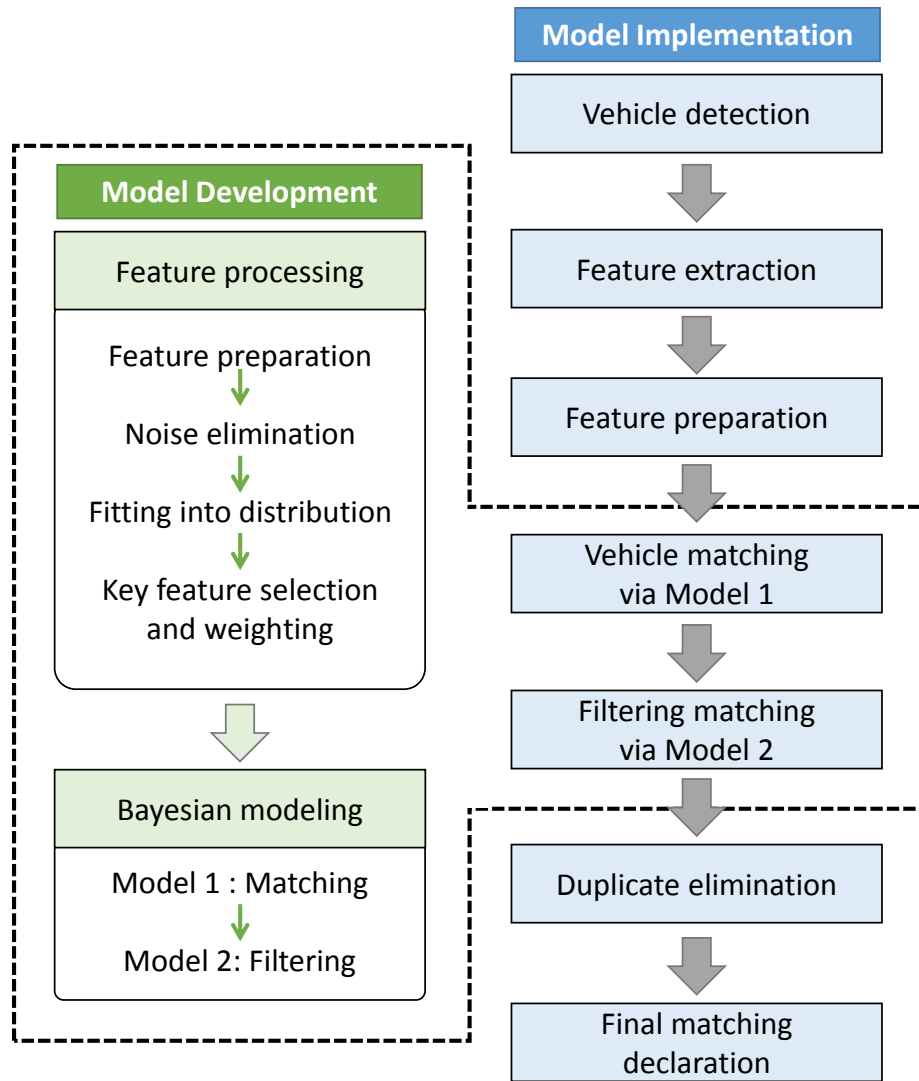 Model Implementation
Vehicle detection
Feature extraction
Feature preparation
Vehicle matching
via Model 1
Filtering matching
via Model 2
Duplicate elimination
Final matching
declaration
Model Development
Feature processing
Feature preparation
Noise elimination
Fitting into distribution
Key feature selection
and weighting
Bayesian modeling
Model 1 : Matching
Model 2: Filtering